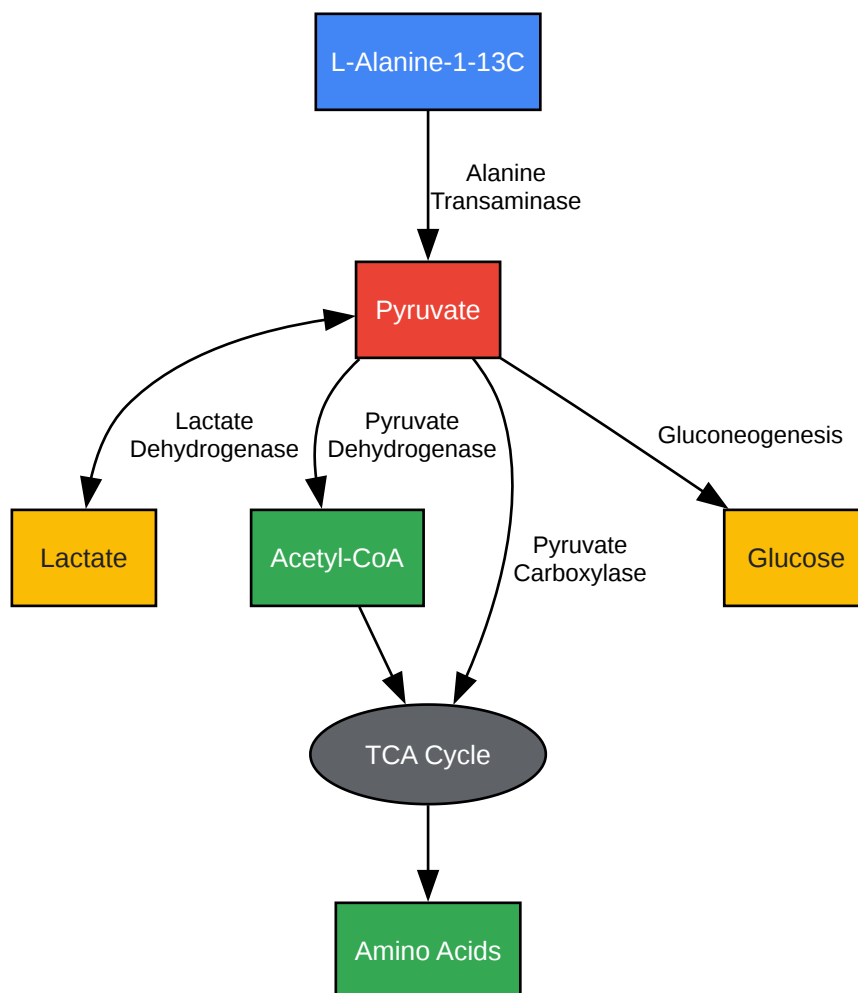 L-Alanine-1-13C
Alanine
Transaminase
Pyruvate
Lactate
Dehydrogenase
Pyruvate
Dehydrogenase
Gluconeogenesis
Pyruvate
Carboxylase
Lactate
Acetyl-CoA
Glucose
TCA Cycle
Amino Acids